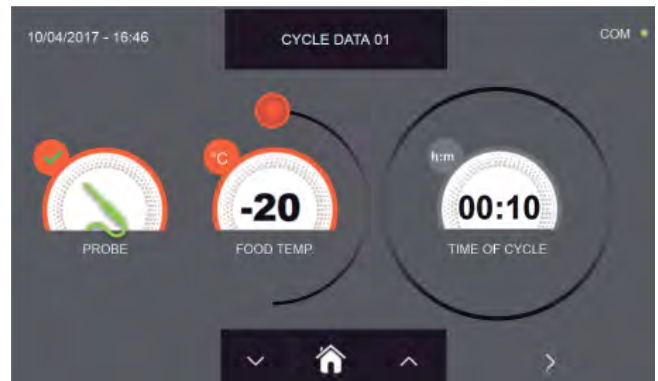 10/04/2017 - 16:46
CYCLE DATA 01
COM
°C
h:m
-20
00:10
PROBE
FOOD TEMP.
TIME OF CYCLE